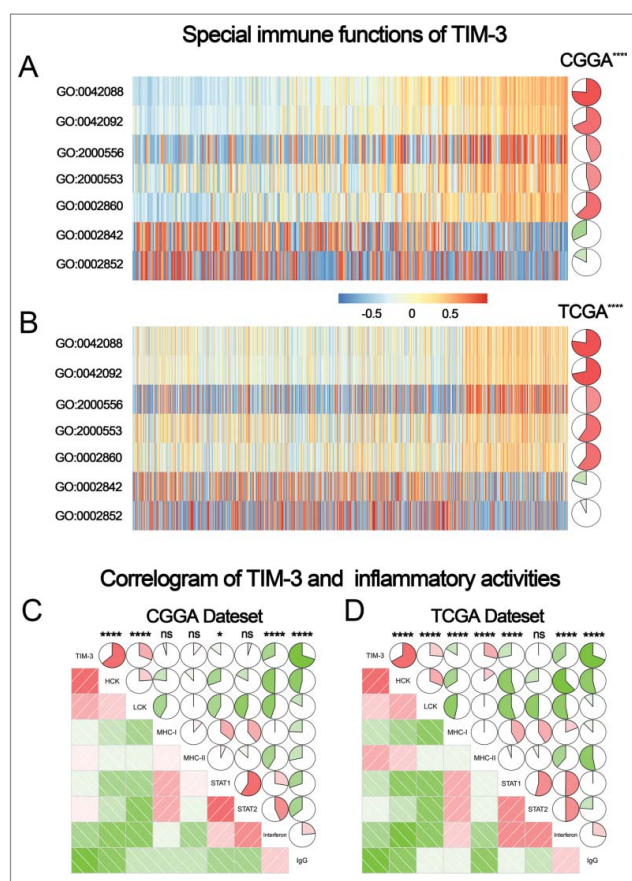 Special immune functions of TIM-3
A
CGGA****
GO:0042088
GO:0042092
GO:2000556
GO:2000553
GO:0002860
GO:0002842
GO:0002852
-0.5 0 0.5
B
TCGA****
GO:0042088
GO:0042092
GO:2000556
GO:2000553
GO:0002860
GO:0002842
GO:0002852
Correlogram of TIM-3 and inflammatory activities
C
CGGA Dateset
**** **** ns ns * ns **** ****
TIM-3
HCK
LCK
MHC-I
MHC-II
STAT1
STAT2
Interferon
IgG
D
TCGA Dateset
**** **** **** **** **** ns **** ****
TIM-3
HCK
LCK
MHC-I
MHC-II
STAT1
STAT2
Interferon
IgG